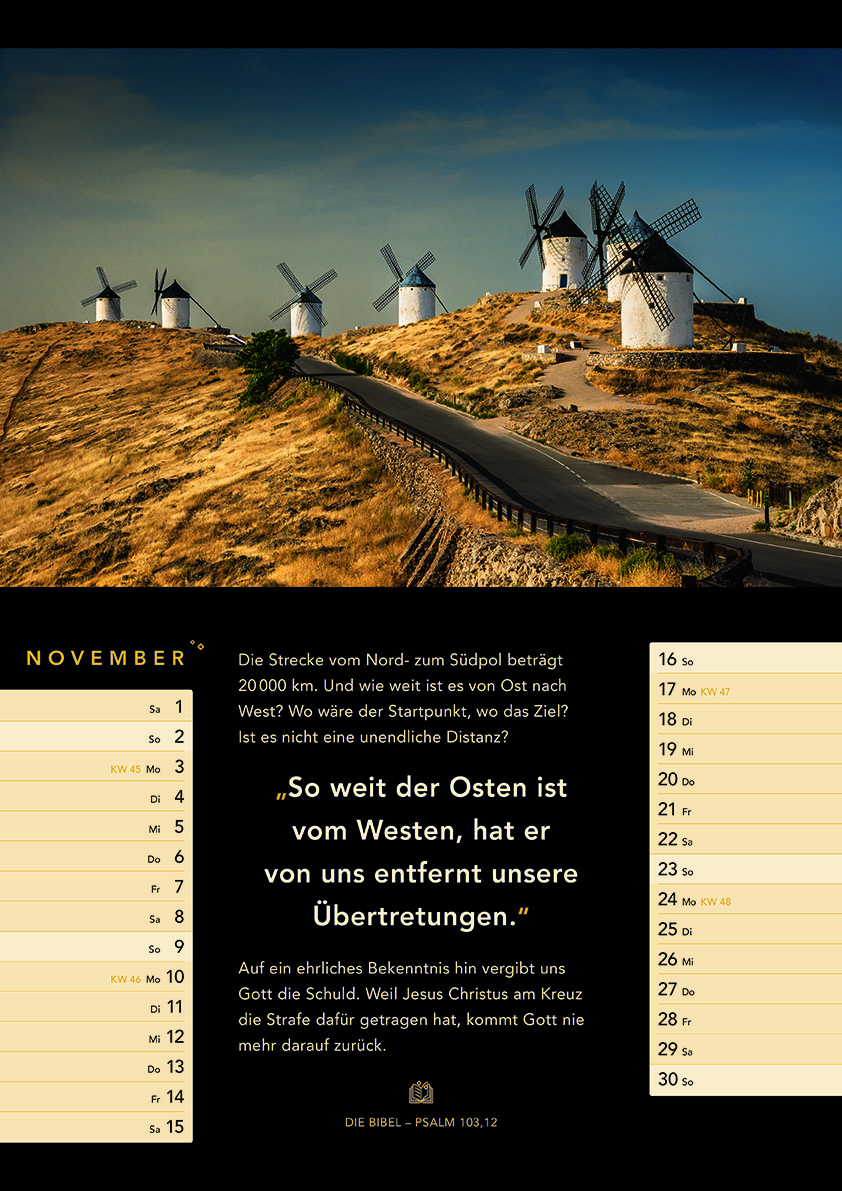 NOVEMBER
Sa 1
So 2
KW 45 Mo 3
Di 4
Mi 5
Do 6
Fr 7
Sa 8
So 9
KW 46 Mo 10
Di 11
Mi 12
Do 13
Fr 14
Sa 15
Die Strecke vom Nord- zum Südpol beträgt
20 000 km. Und wie weit ist es von Ost nach
West? Wo wäre der Startpunkt, wo das Ziel?
Ist es nicht eine unendliche Distanz?
„So weit der Osten ist
vom Westen, hat er
von uns entfernt unsere
Übertretungen.“
Auf ein ehrliches Bekenntnis hin vergibt uns
Gott die Schuld. Weil Jesus Christus am Kreuz
die Strafe dafür getragen hat, kommt Gott nie
mehr darauf zurück.
DIE BIBEL – PSALM 103,12
16 So
17 Mo KW 47
18 Di
19 Mi
20 Do
21 Fr
22 Sa
23 So
24 Mo KW 48
25 Di
26 Mi
27 Do
28 Fr
29 Sa
30 So